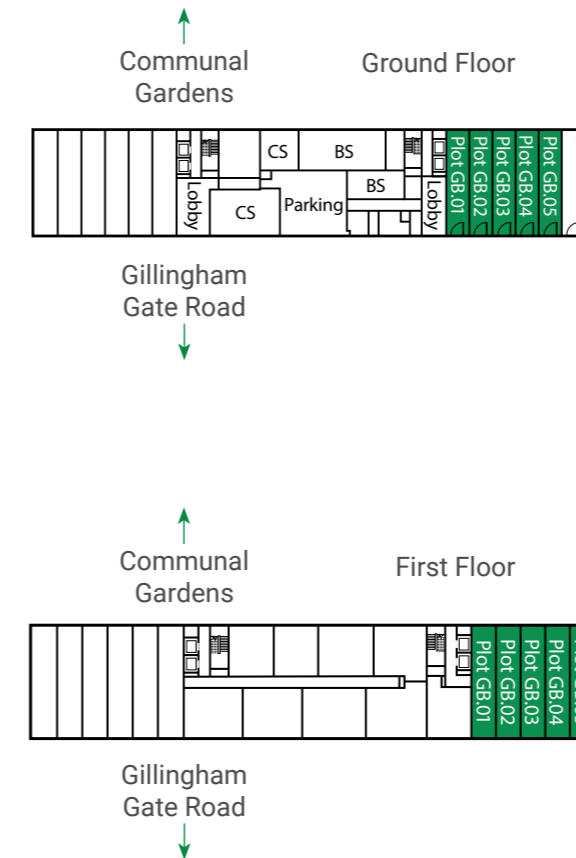 Communal
Gardens
Ground Floor
CS
BS
BS
Lobby
CS
Parking
Lobby
Plot GB.01
Plot GB.02
Plot GB.03
Plot GB.04
Plot GB.05
Gillingham
Gate Road
Communal
Gardens
First Floor
Plot GB.01
Plot GB.02
Plot GB.03
Plot GB.04
Gillingham
Gate Road